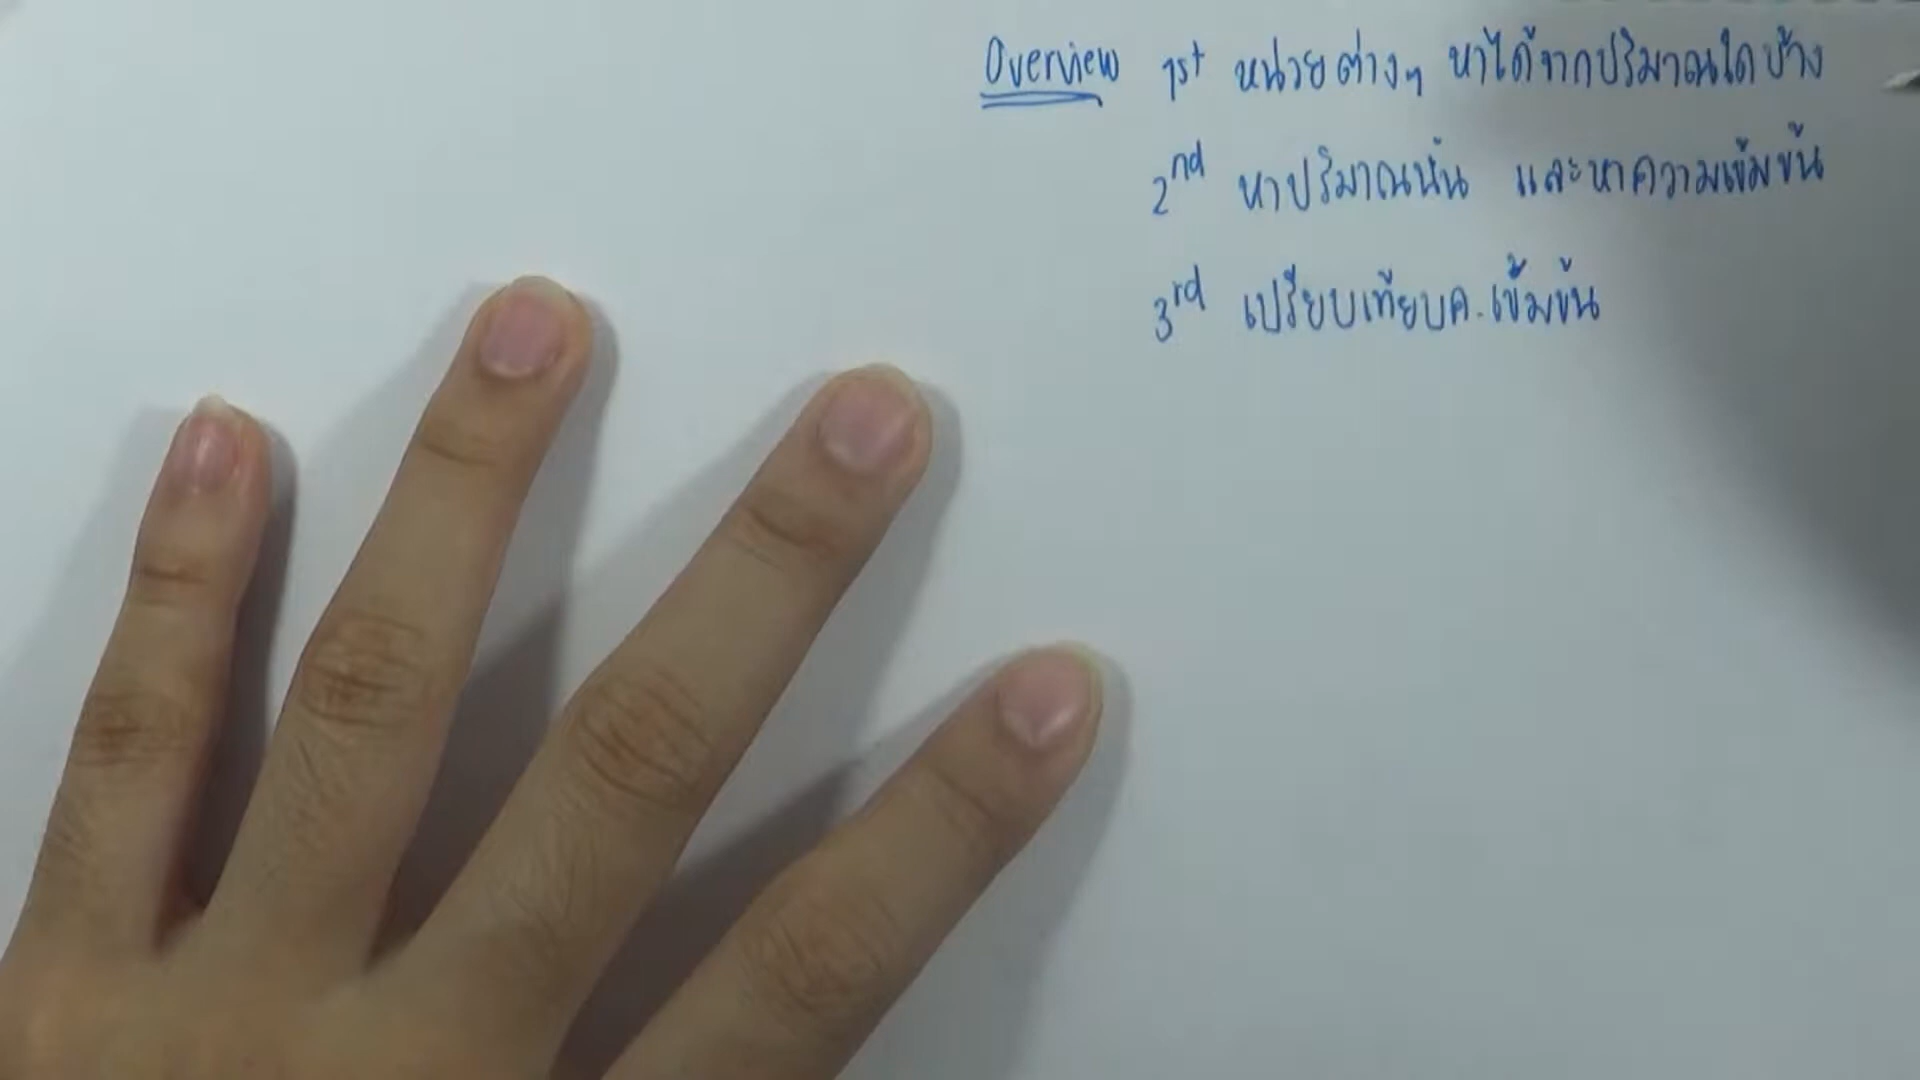 Overview 1st หน่วยต่างๆ หาได้จากปริมาณใดบ้าง
2nd หาปริมาณนั้น และหาความเข้มข้น
3rd เปรียบเทียบค.เข้มข้น